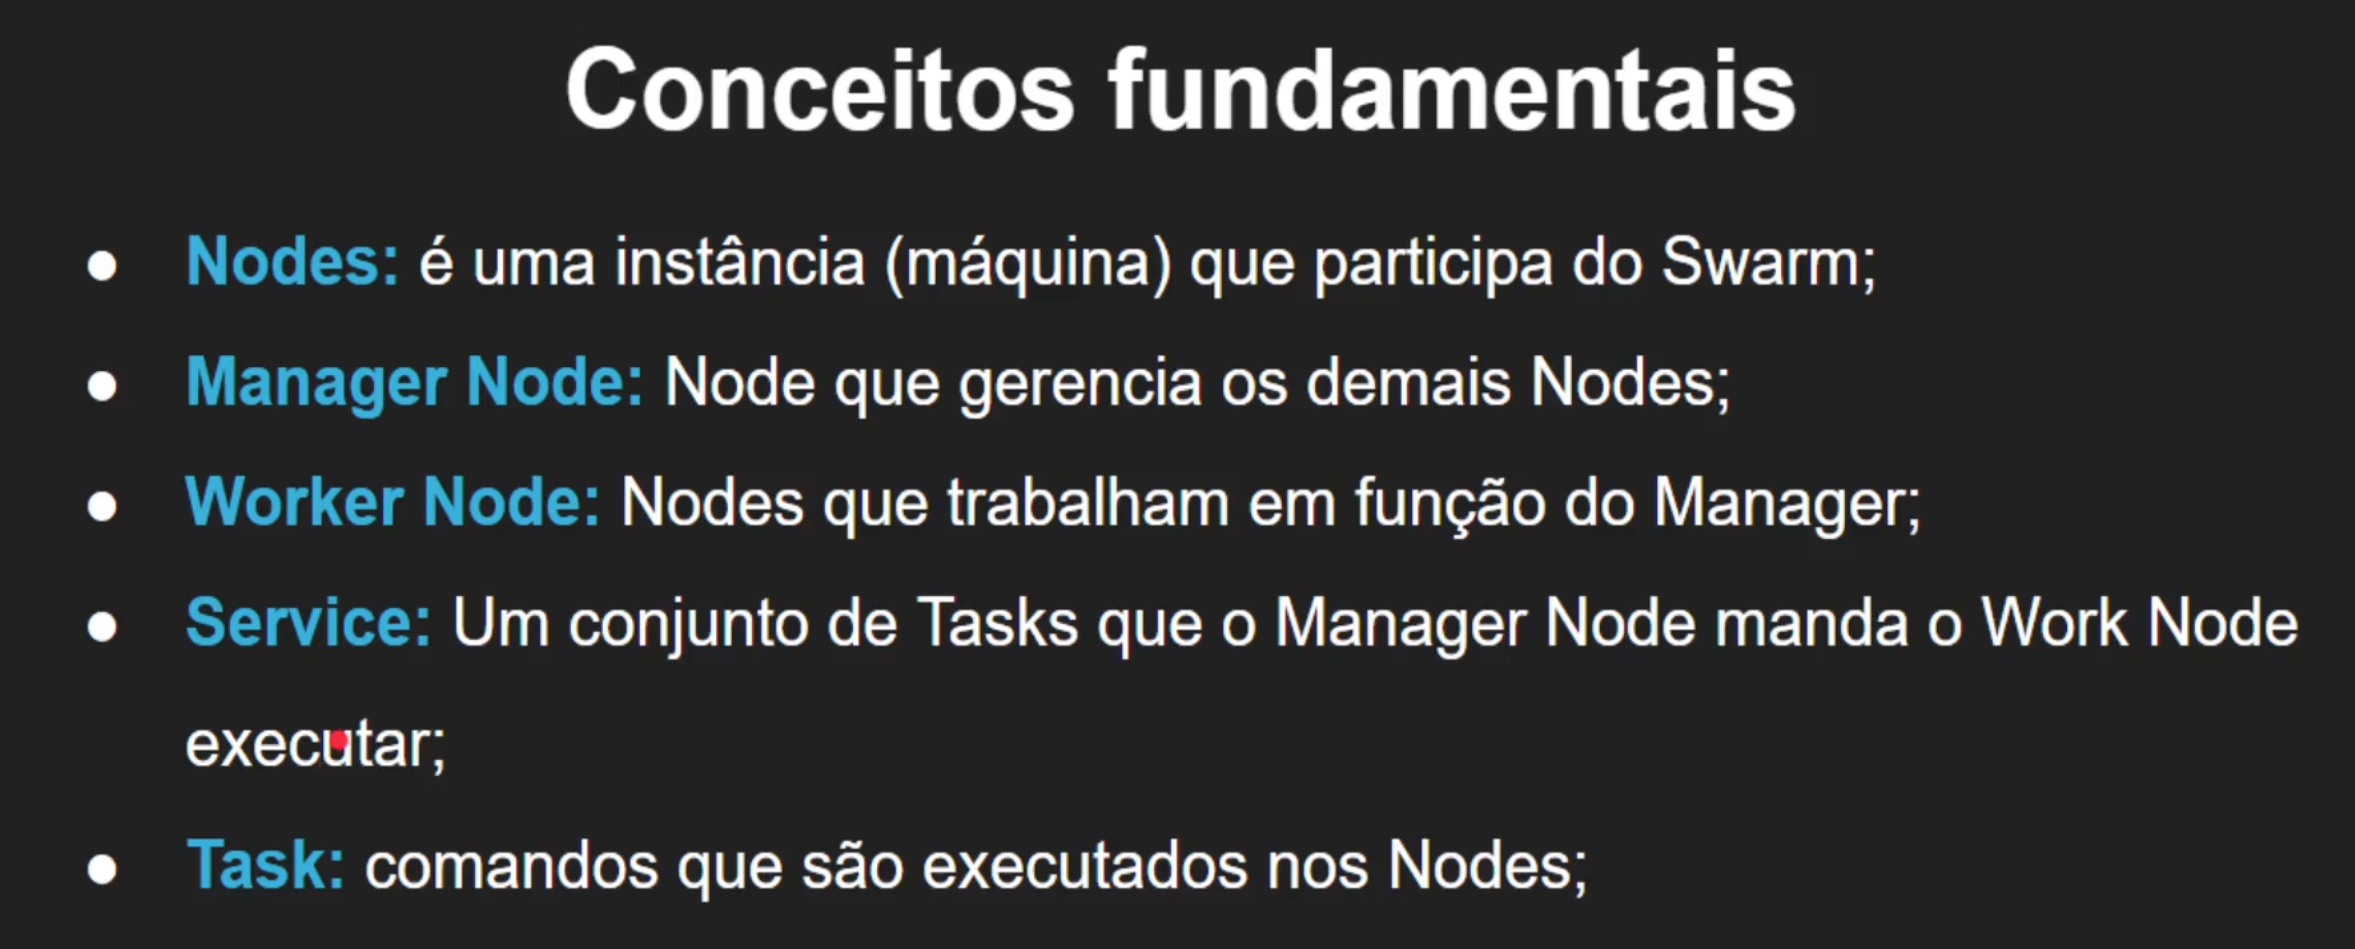 Conceitos fundamentais
● Nodes: é uma instância (máquina) que participa do Swarm;
● Manager Node: Node que gerencia os demais Nodes;
● Worker Node: Nodes que trabalham em função do Manager;
● Service: Um conjunto de Tasks que o Manager Node manda o Work Node
executar;
● Task: comandos que são executados nos Nodes;